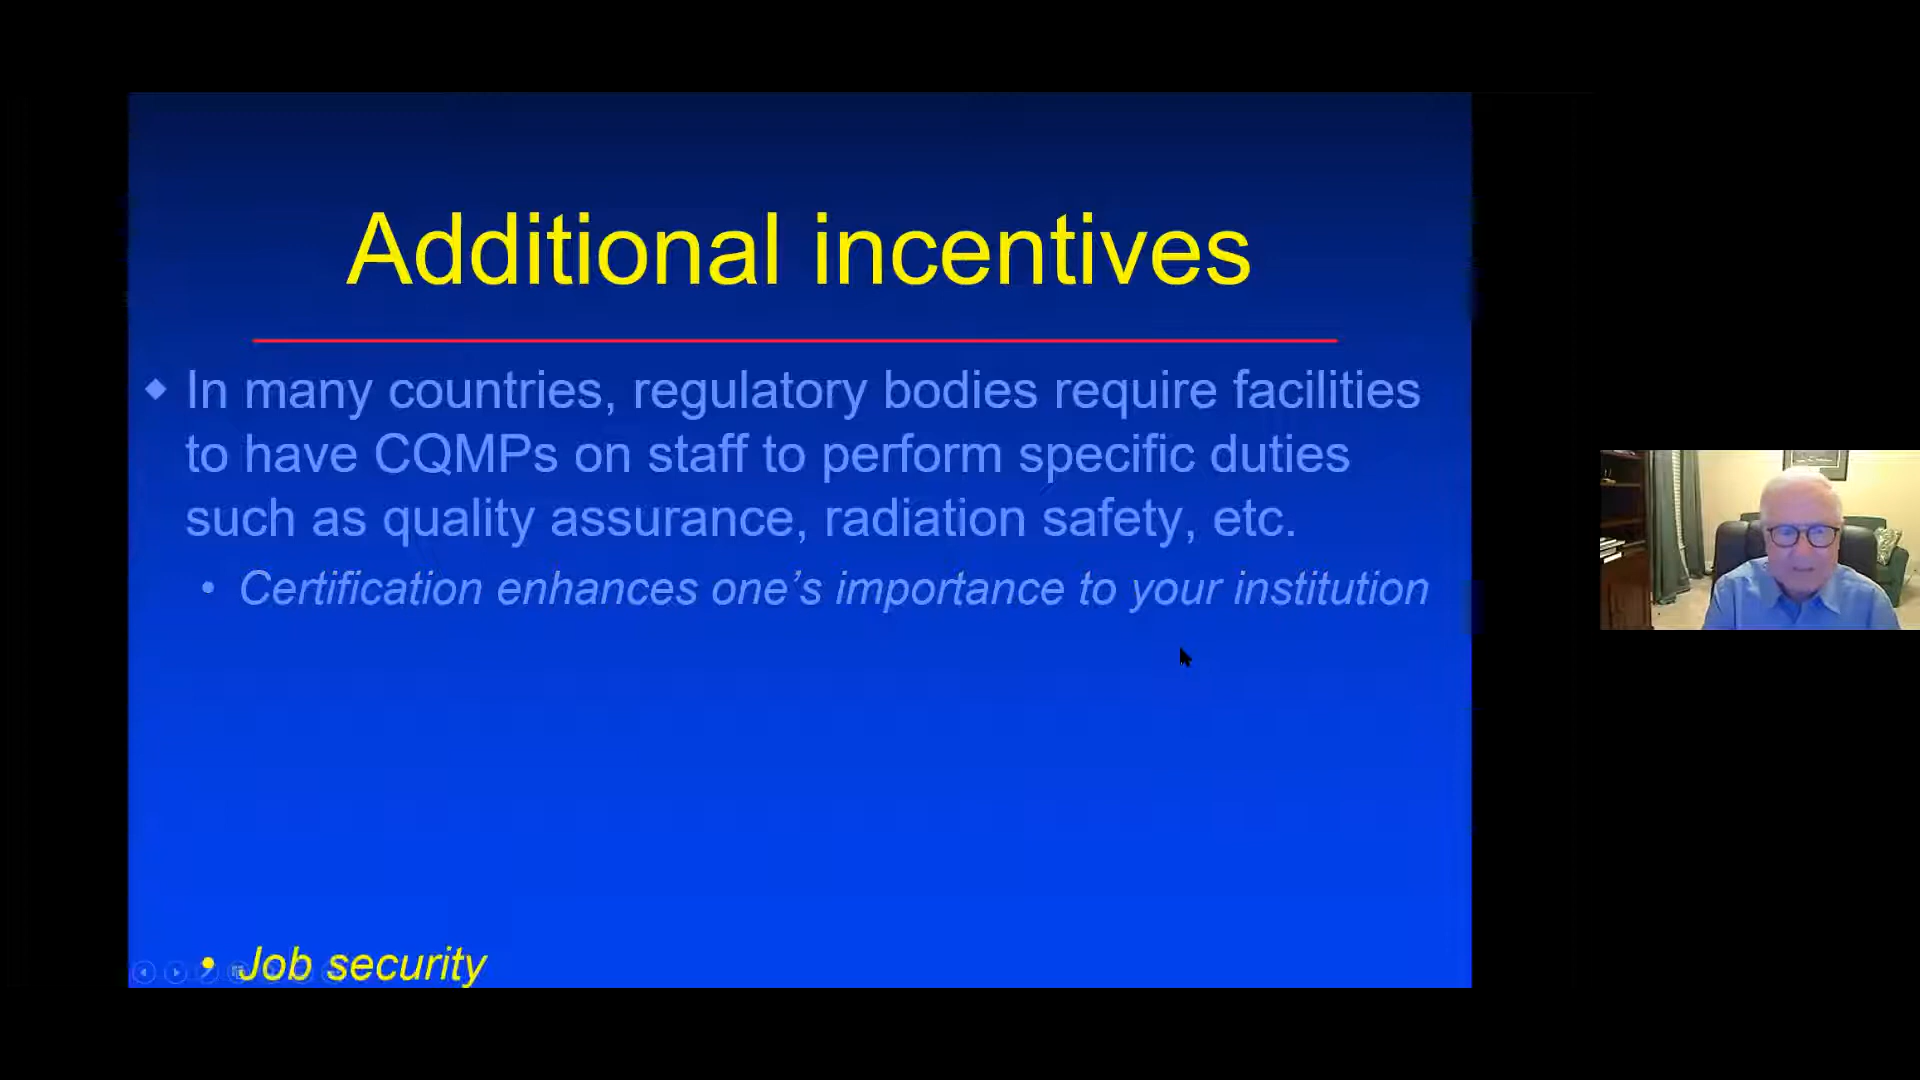 Additional incentives
In many countries, regulatory bodies require facilities
to have CQMPs on staff to perform specific duties
such as quality assurance, radiation safety, etc.
• Certification enhances one’s importance to your institution
• Job security